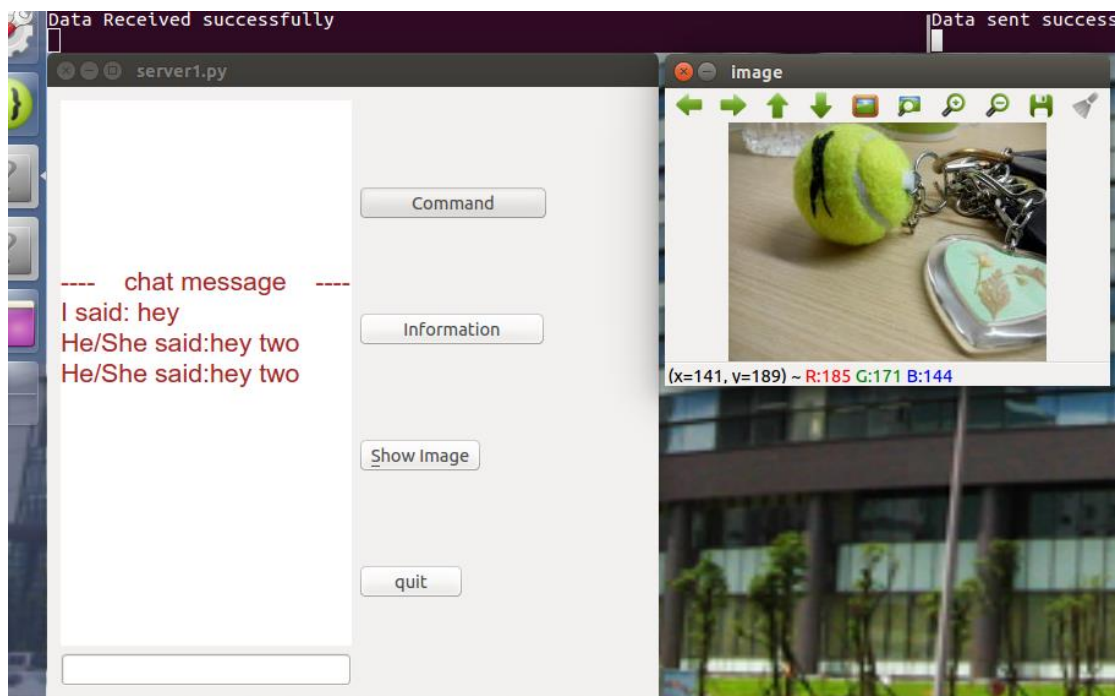 Data Received successfully
Data sent success
server1.py
image
Command
---- chat message ----
I said: hey
He/She said:hey two
He/She said:hey two
Information
Show Image
quit
(x=141, y=189) ~ R:185 G:171 B:144